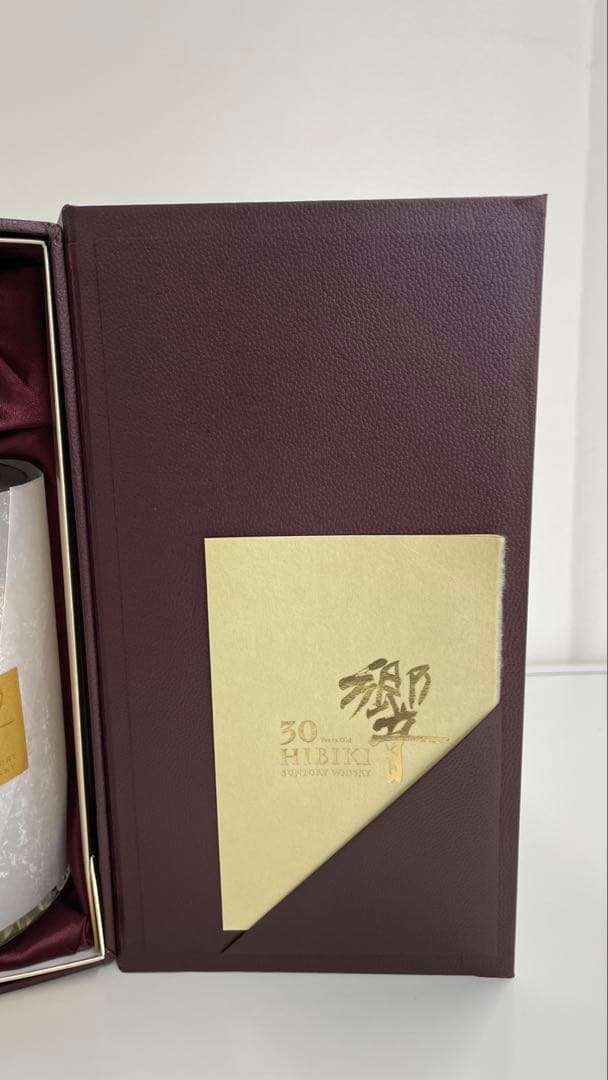 響
30 Years Old
HIBIKI
SUNTORY WHISKY